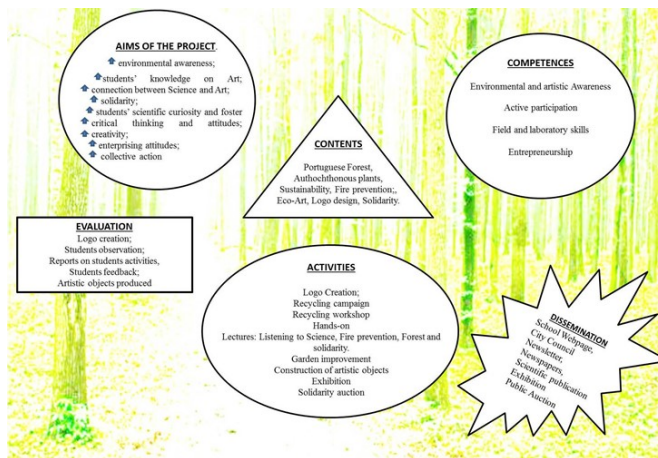 AIMS OF THE PROJECT.
environmental awareness;
students' knowledge on Art;
connection between Science and Art;
solidarity;
students' scientific curiosity and foster
critical thinking and attitudes;
creativity;
enterprising attitudes;
collective action
COMPETENCES
Environmental and artistic Awareness
Active participation
Field and laboratory skills
Entrepreneurship
CONTENTS
Portuguese Forest,
Authochthonous plants,
Sustainability, Fire prevention;,
Eco-Art, Logo design, Solidarity.
EVALUATION
Logo creation;
Students observation;
Reports on students activities,
Students feedback;
Artistic objects produced
ACTIVITIES
Logo Creation;
Recycling campaign
Recycling workshop
Hands-on
Lectures: Listening to Science, Fire prevention, Forest and
solidarity.
Garden improvement
Construction of artistic objects
Exhibition
Solidarity auction
DISSEMINATION
School Webpage,
City Council
Newsletter,
Newspapers,
Scientific publication
Exhibition
Public Auction